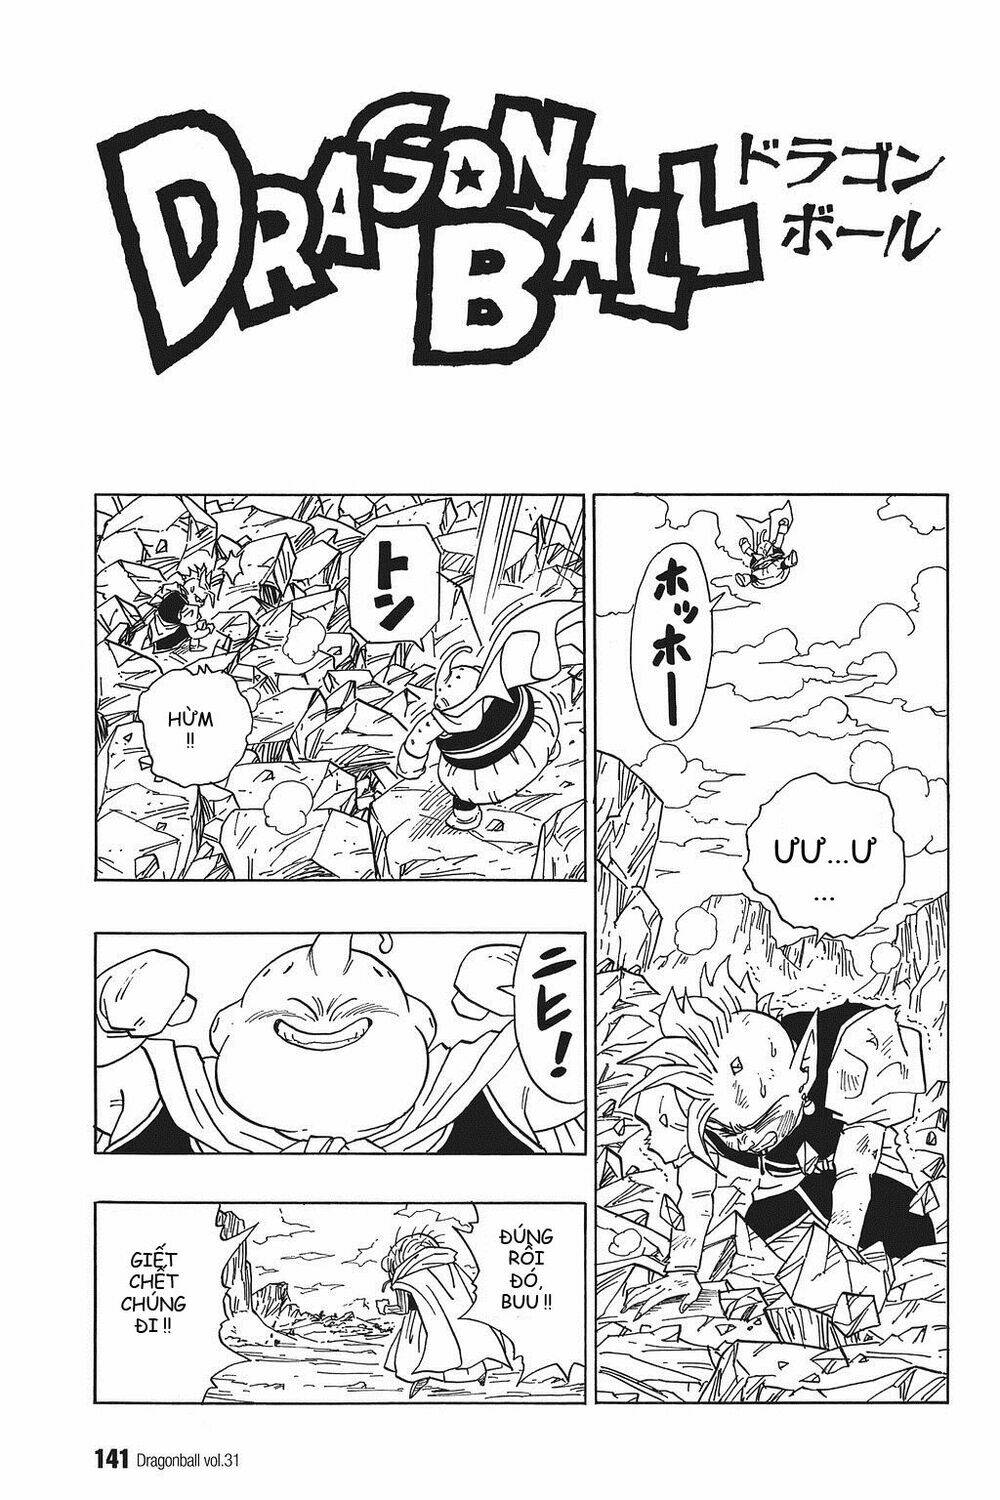 DRAGON
BALL
ドラゴン
ボール
ホッホー
ƯƯ...Ư
...
トン
HỪM
!!
ニヒ!
ĐÚNG
RỒI
ĐÓ,
BUU!!
GIẾT
CHẾT
CHÚNG
ĐI!!
141 Dragonball vol.31